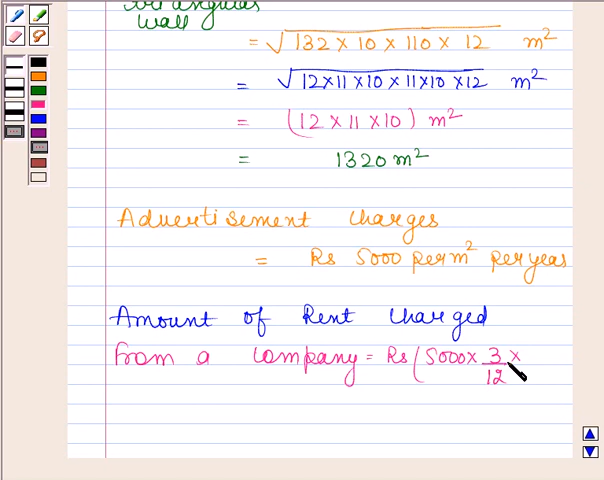 wall
= √132 × 10 × 110 × 12 m²
= √12×11×10×11×10×12 m²
= (12×11×10) m²
= 1320 m²
Advertisement charges
= Rs 5000 per m² per year
Amount of Rent charged
from a company = Rs (5000 × 3/12 ×